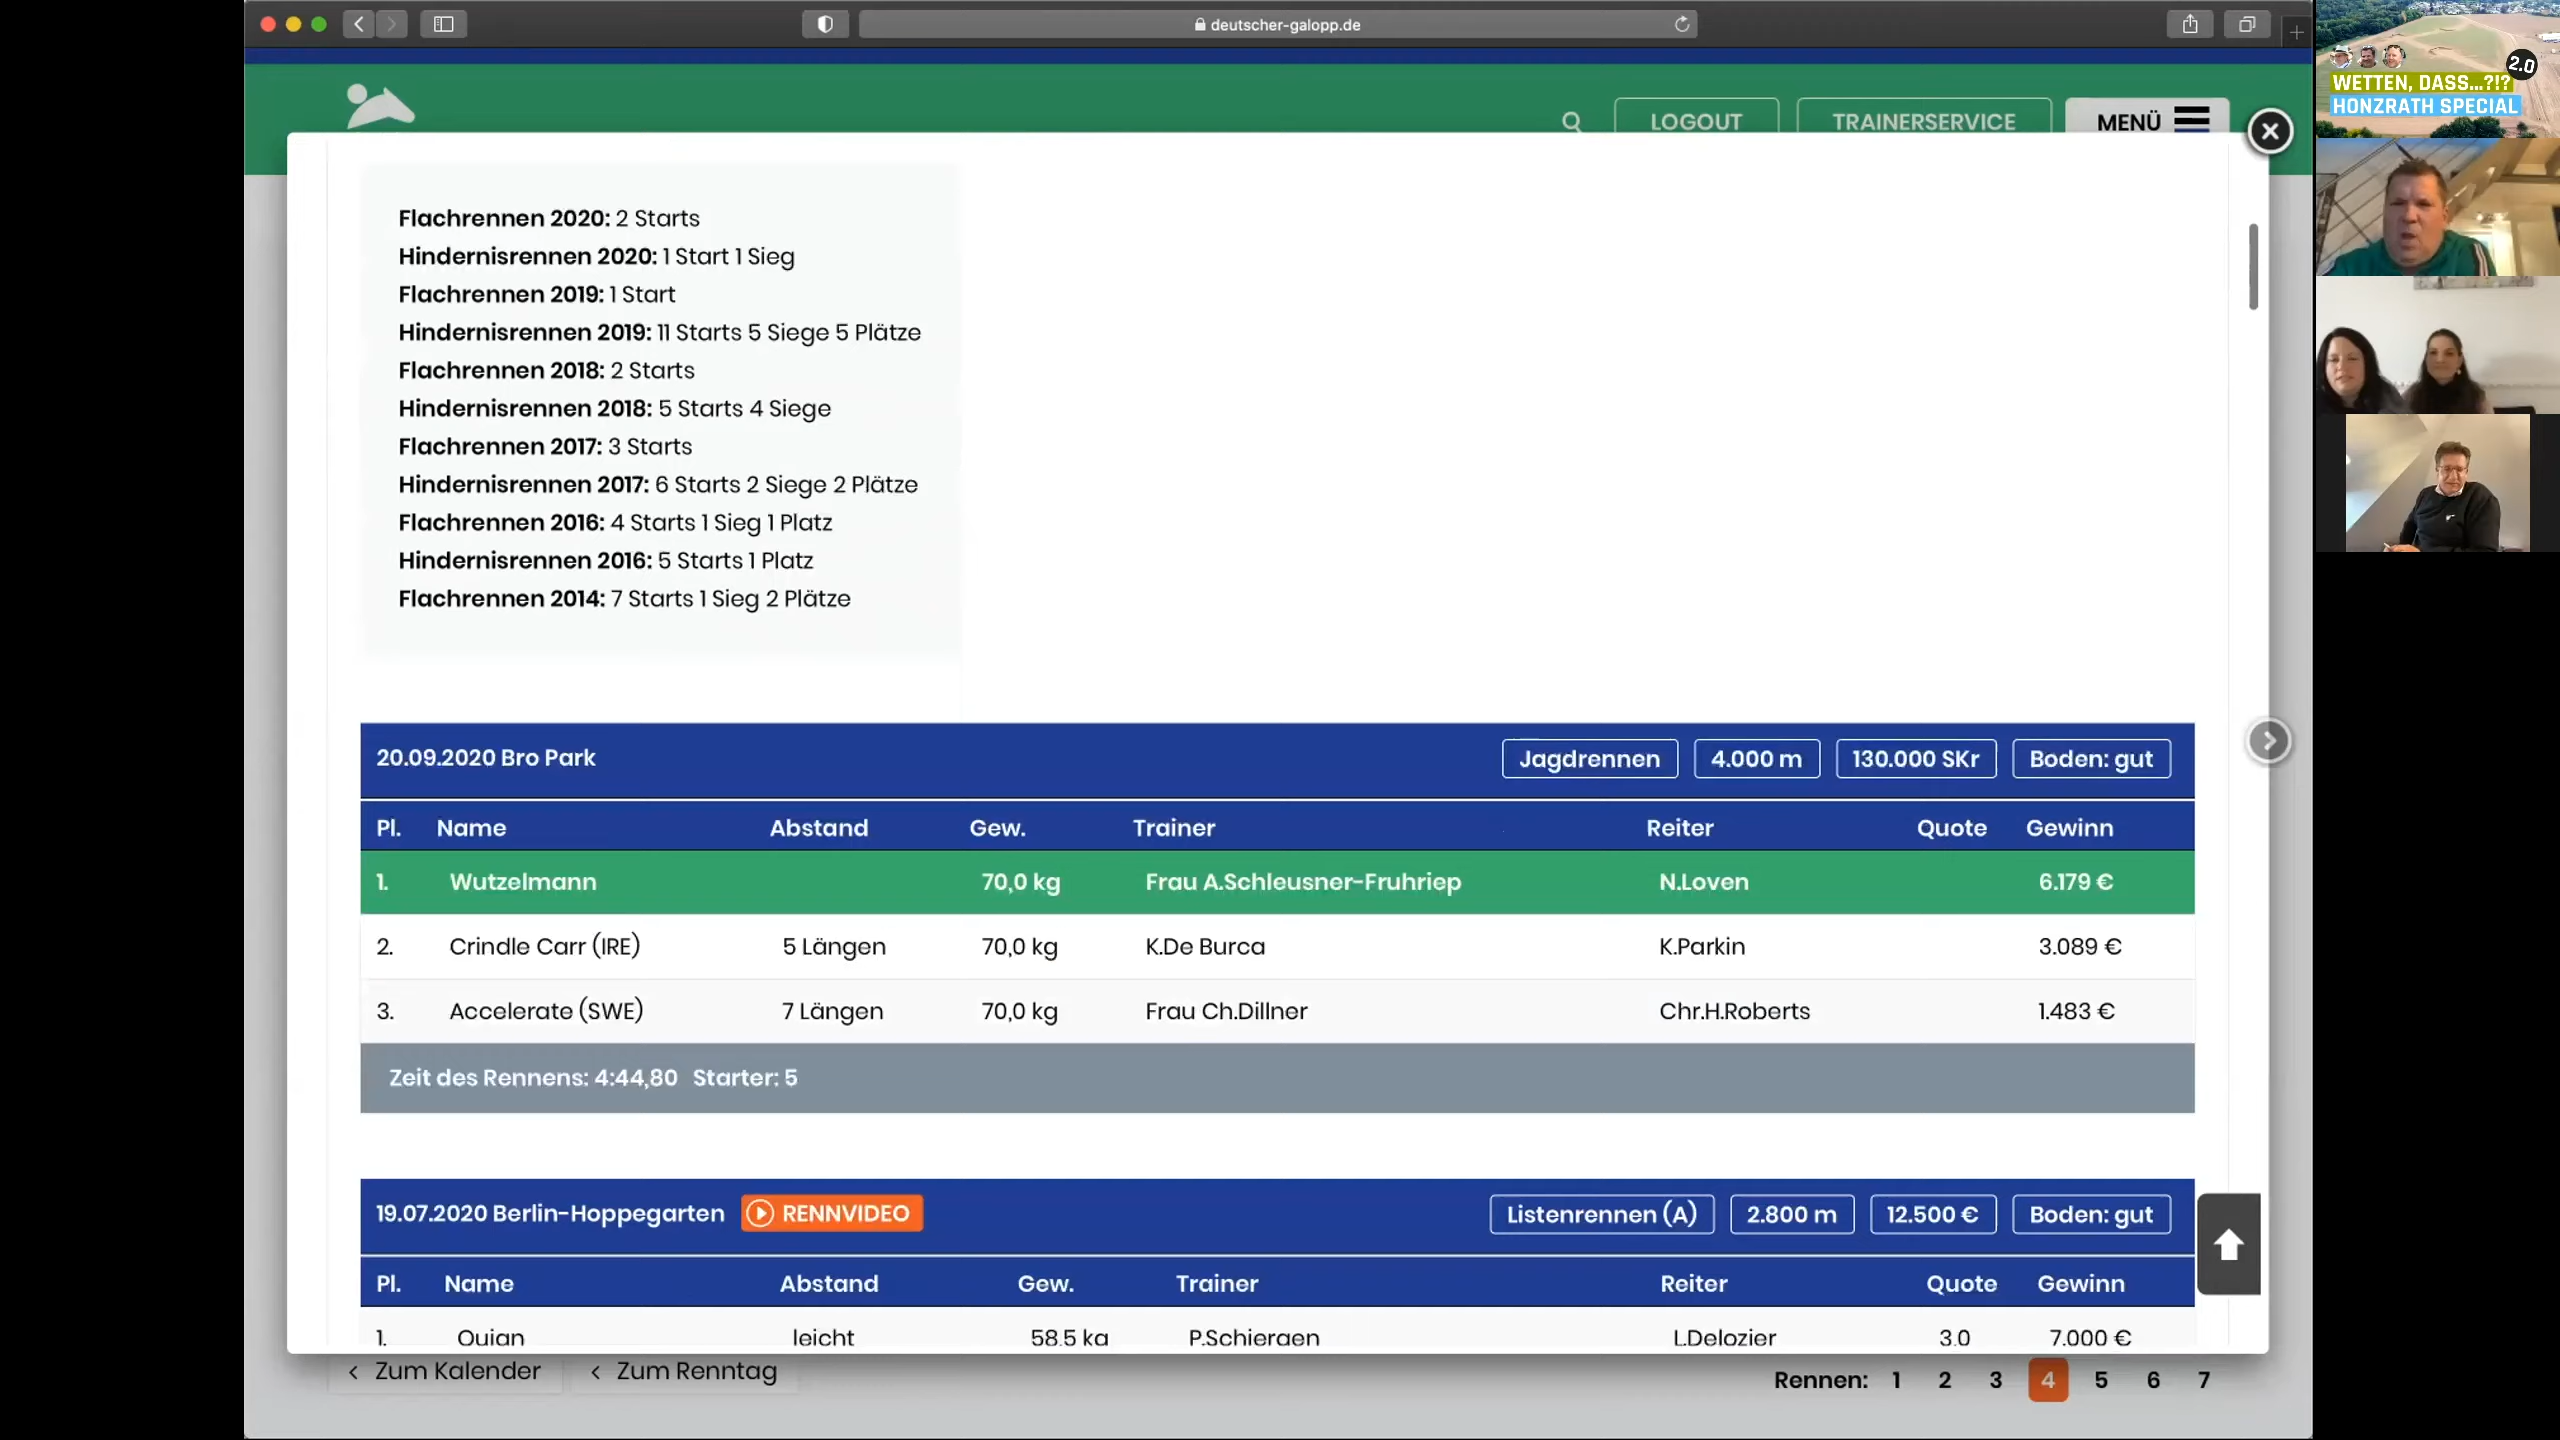 deutscher-galopp.de
LOGOUT
TRAINERSERVICE
MENÜ
2.0
WETTEN, DASS...?!?
HONZRATH SPECIAL
Flachrennen 2020: 2 Starts
Hindernisrennen 2020: 1 Start 1 Sieg
Flachrennen 2019: 1 Start
Hindernisrennen 2019: 11 Starts 5 Siege 5 Plätze
Flachrennen 2018: 2 Starts
Hindernisrennen 2018: 5 Starts 4 Siege
Flachrennen 2017: 3 Starts
Hindernisrennen 2017: 6 Starts 2 Siege 2 Plätze
Flachrennen 2016: 4 Starts 1 Sieg 1 Platz
Hindernisrennen 2016: 5 Starts 1 Platz
Flachrennen 2014: 7 Starts 1 Sieg 2 Plätze
20.09.2020 Bro Park Jagdrennen 4.000 m 130.000 SKr Boden: gut
Pl. Name Abstand Gew. Trainer Reiter Quote Gewinn
1. Wutzelmann 70,0 kg Frau A.Schleusner-Fruhriep N.Loven 6.179 €
2. Crindle Carr (IRE) 5 Längen 70,0 kg K.De Burca K.Parkin 3.089 €
3. Accelerate (SWE) 7 Längen 70,0 kg Frau Ch.Dillner Chr.H.Roberts 1.483 €
Zeit des Rennens: 4:44,80 Starter: 5
19.07.2020 Berlin-Hoppegarten RENNVIDEO Listenrennen (A) 2.800 m 12.500 € Boden: gut
Pl. Name Abstand Gew. Trainer Reiter Quote Gewinn
1. Quian leicht 58,5 kg P.Schiergen L.Delozier 3,0 7.000 €
Zum Kalender Zum Renntag Rennen: 1 2 3 4 5 6 7